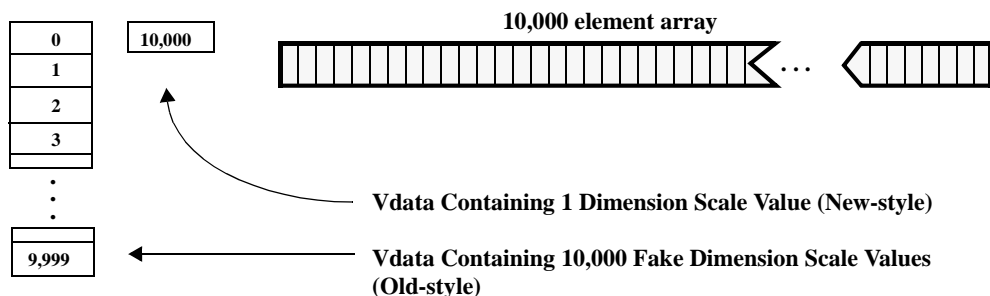 10,000 element array
0
10,000
1
2
3
. . .
9,999
Vdata Containing 1 Dimension Scale Value (New-style)
Vdata Containing 10,000 Fake Dimension Scale Values
(Old-style)